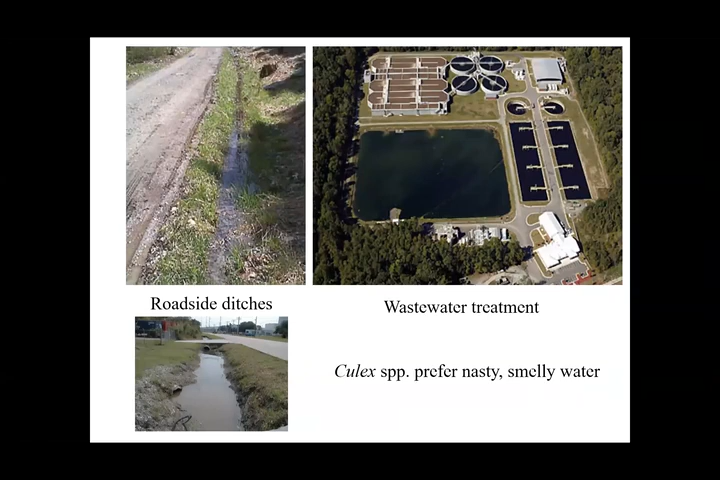 Roadside ditches
Wastewater treatment
Culex spp. prefer nasty, smelly water